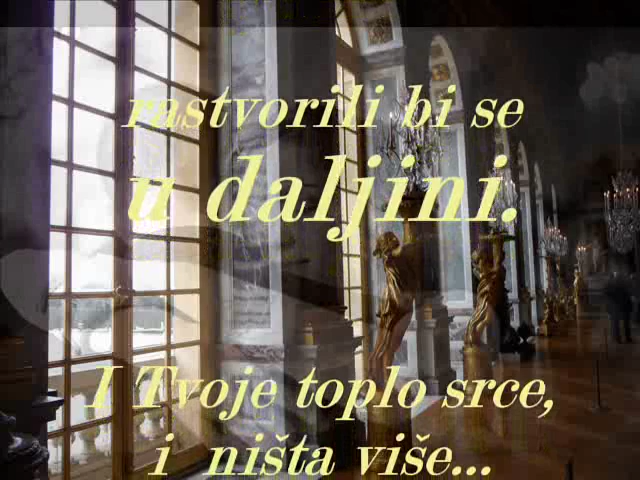 rastvorili bi se
u daljini.
I Tvoje toplo srce,
i ništa više...